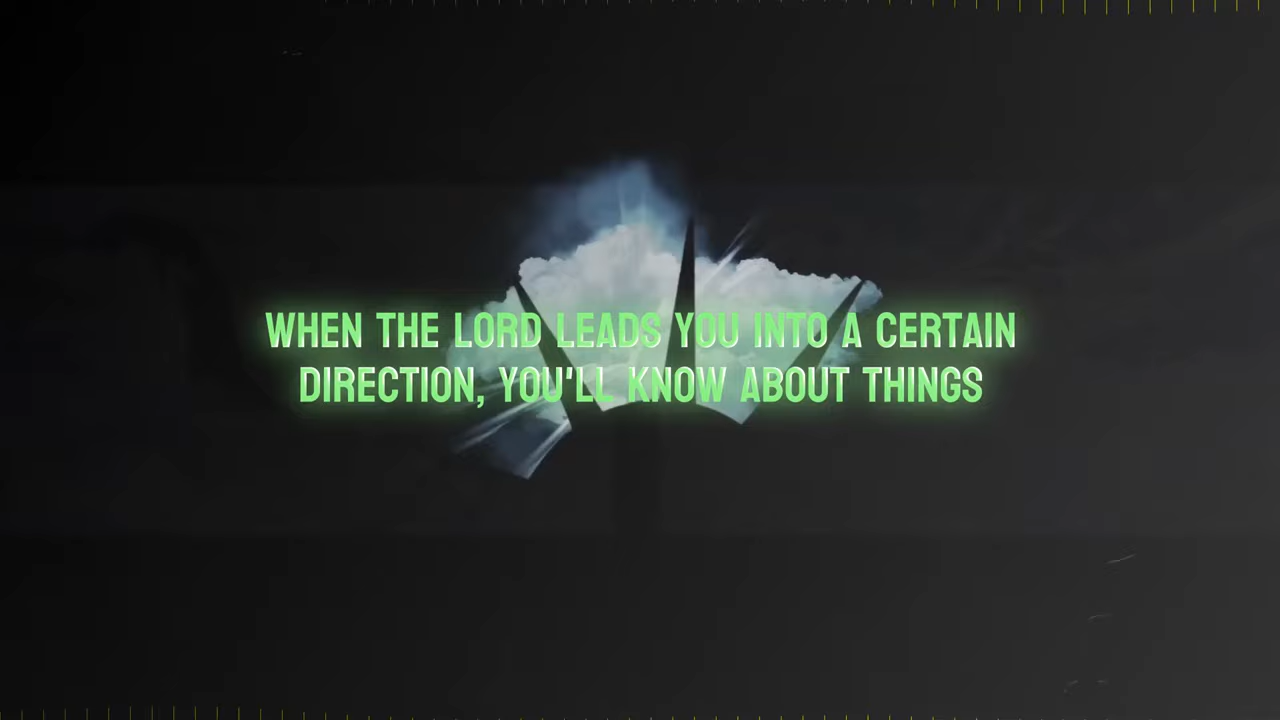 WHEN THE LORD LEADS YOU INTO A CERTAIN
DIRECTION, YOU'LL KNOW ABOUT THINGS